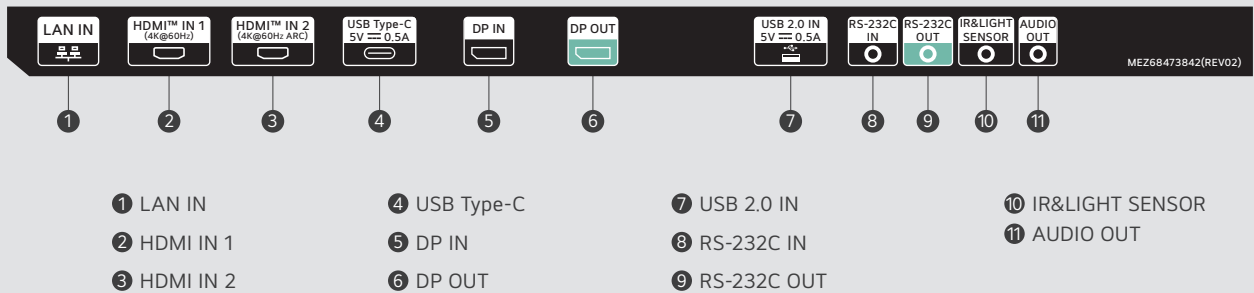 LAN IN
HDMI™ IN 1
(4K@60Hz)
HDMI™ IN 2
(4K@60Hz ARC)
USB Type-C
5V ⎓ 0.5A
DP IN
DP OUT
USB 2.0 IN
5V ⎓ 0.5A
RS-232C
IN
RS-232C
OUT
IR&LIGHT
SENSOR
AUDIO
OUT
MEZ68473842(REV02)
1 2 3 4 5 6 7 8 9 10 11
1 LAN IN
2 HDMI IN 1
3 HDMI IN 2
4 USB Type-C
5 DP IN
6 DP OUT
7 USB 2.0 IN
8 RS-232C IN
9 RS-232C OUT
10 IR&LIGHT SENSOR
11 AUDIO OUT